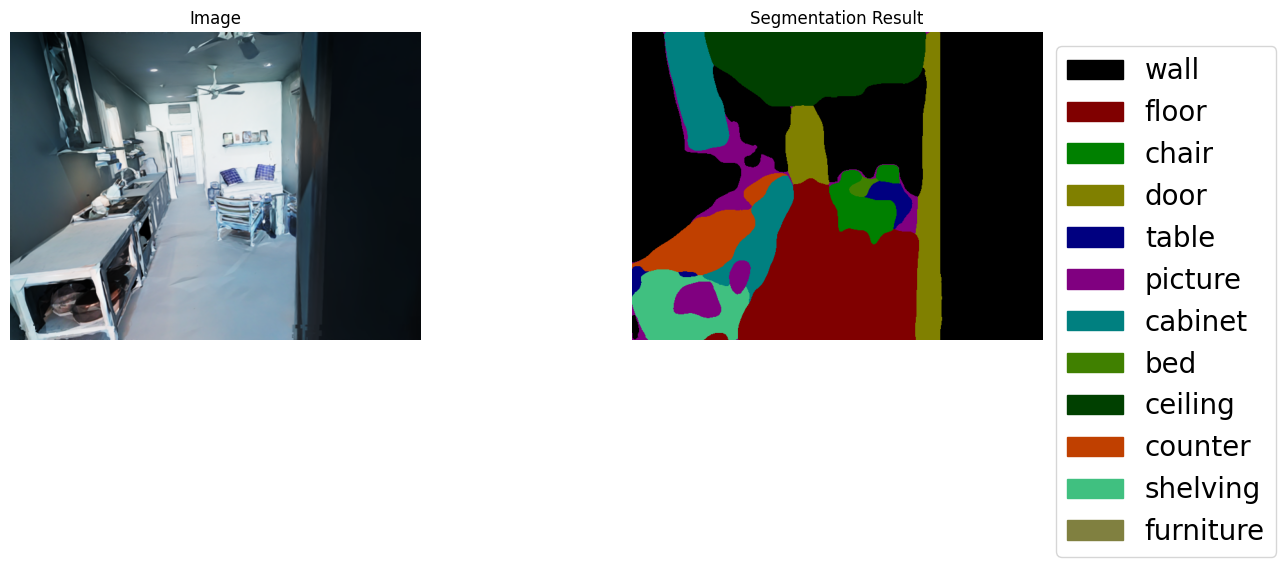 Image
Segmentation Result
wall
floor
chair
door
table
picture
cabinet
bed
ceiling
counter
shelving
furniture